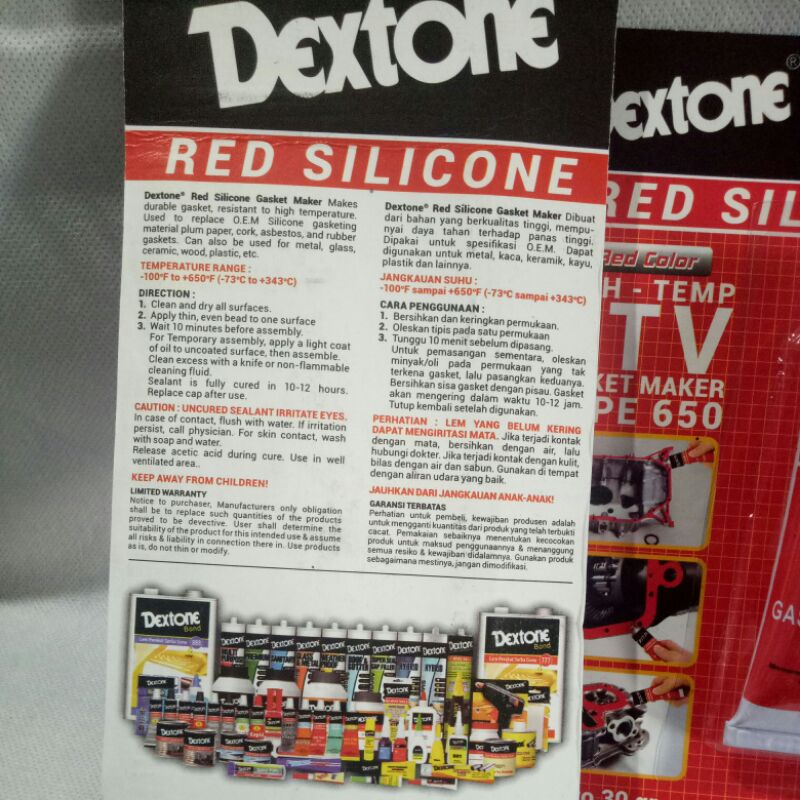 Dextone
RED SILICONE
Dextone® Red Silicone Gasket Maker Makes
durable gasket, resistant to high temperature.
Used to replace O.E.M Silicone gasketing
material plum paper, cork, asbestos, and rubber
gaskets. Can also be used for metal, glass,
ceramic, wood, plastic, etc.
TEMPERATURE RANGE :
-100°F to +650°F (-73°C to +343°C)
DIRECTION :
1. Clean and dry all surfaces.
2. Apply thin, even bead to one surface
3. Wait 10 minutes before assembly.
For Temporary assembly, apply a light coat
of oil to uncoated surface, then assemble.
Clean excess with a knife or non-flammable
cleaning fluid.
Sealant is fully cured in 10-12 hours.
Replace cap after use.
CAUTION : UNCURED SEALANT IRRITATE EYES.
In case of contact, flush with water. If irritation
persist, call physician. For skin contact, wash
with soap and water.
Release acetic acid during cure. Use in well
ventilated area..
KEEP AWAY FROM CHILDREN!
LIMITED WARRANTY
Notice to purchaser, Manufacturers only obligation
shall be to replace such quantities of the products
proved to be devective. User shall determine the
suitability of the product for this intended use & assume
all risks & liability in connection there in. Use products
as is, do not thin or modify.
Dextone® Red Silicone Gasket Maker Dibuat
dari bahan yang berkualitas tinggi, mempu-
nyai daya tahan terhadap panas tinggi.
Dipakai untuk spesifikasi O.E.M. Dapat
digunakan untuk metal, kaca, keramik, kayu,
plastik dan lainnya.
JANGKAUAN SUHU :
-100°F sampai +650°F (-73°C sampai +343°C)
CARA PENGGUNAAN :
1. Bersihkan dan keringkan permukaan.
2. Oleskan tipis pada satu permukaan
3. Tunggu 10 menit sebelum dipasang.
Untuk pemasangan sementara, oleskan
minyak/oli pada permukaan yang tak
terkena gasket, lalu pasangkan keduanya.
Bersihkan sisa gasket dengan pisau. Gasket
akan mengering dalam waktu 10-12 jam.
Tutup kembali setelah digunakan.
PERHATIAN : LEM YANG BELUM KERING
DAPAT MENGIRITASI MATA. Jika terjadi kontak
dengan mata, bersihkan dengan air, lalu
hubungi dokter. Jika terjadi kontak dengan kulit,
bilas dengan air dan sabun. Gunakan di tempat
dengan aliran udara yang baik.
JAUHKAN DARI JANGKAUAN ANAK-ANAK!
GARANSI TERBATAS
Perhatian untuk pembeli, kewajiban produsen adalah
untuk mengganti kuantitas dari produk yang telah terbukti
cacat. Pemakaian sebaiknya menentukan kecocokan
produk untuk maksud penggunaannya & menanggung
semua resiko & kewajiban didalamnya. Gunakan produk
sebagaimana mestinya, jangan dimodifikasi.
Dextone
Bond
Dextone
Bond
777
Dextone
Dextone
extone®
RED SIL
Red Color
H - TEMP
TV
KET MAKER
PE 650
GAS